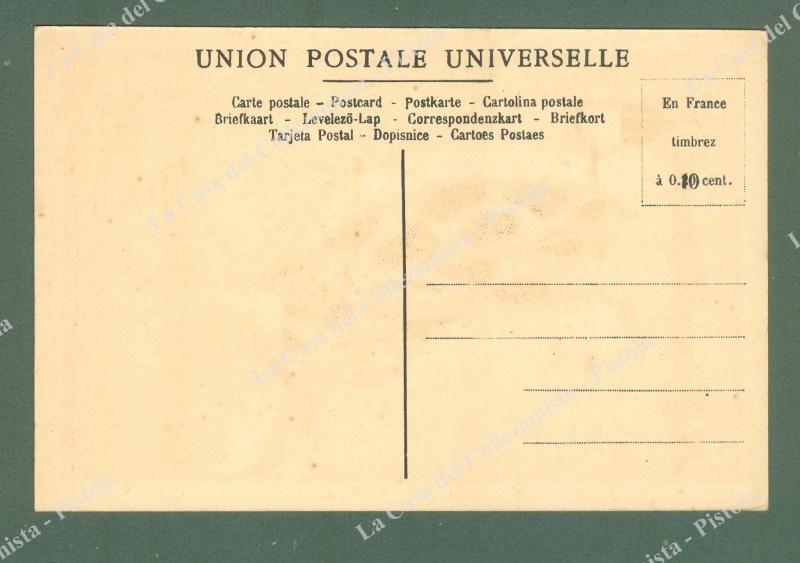 UNION POSTALE UNIVERSELLE
Carte postale - Postcard - Postkarte - Cartolina postale
Briefkaart - Levelező-Lap - Correspondenzkart - Briefkort
Tarjeta Postal - Dopisnice - Cartoes Postaes
En France
timbrez
à 0.10 cent.
La Casa del Collezionista - Pistoia